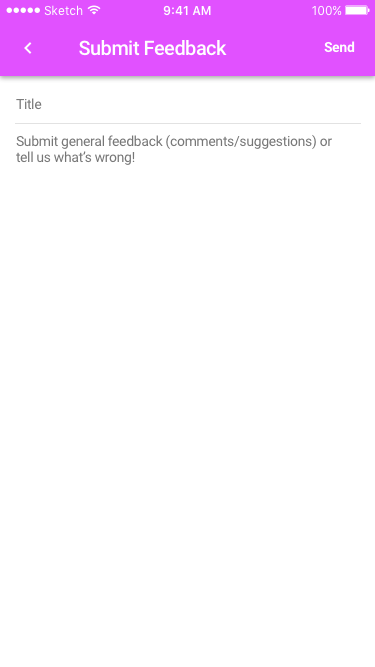 Sketch 9:41 AM 100%
Submit Feedback Send
Title
Submit general feedback (comments/suggestions) or
tell us what's wrong!